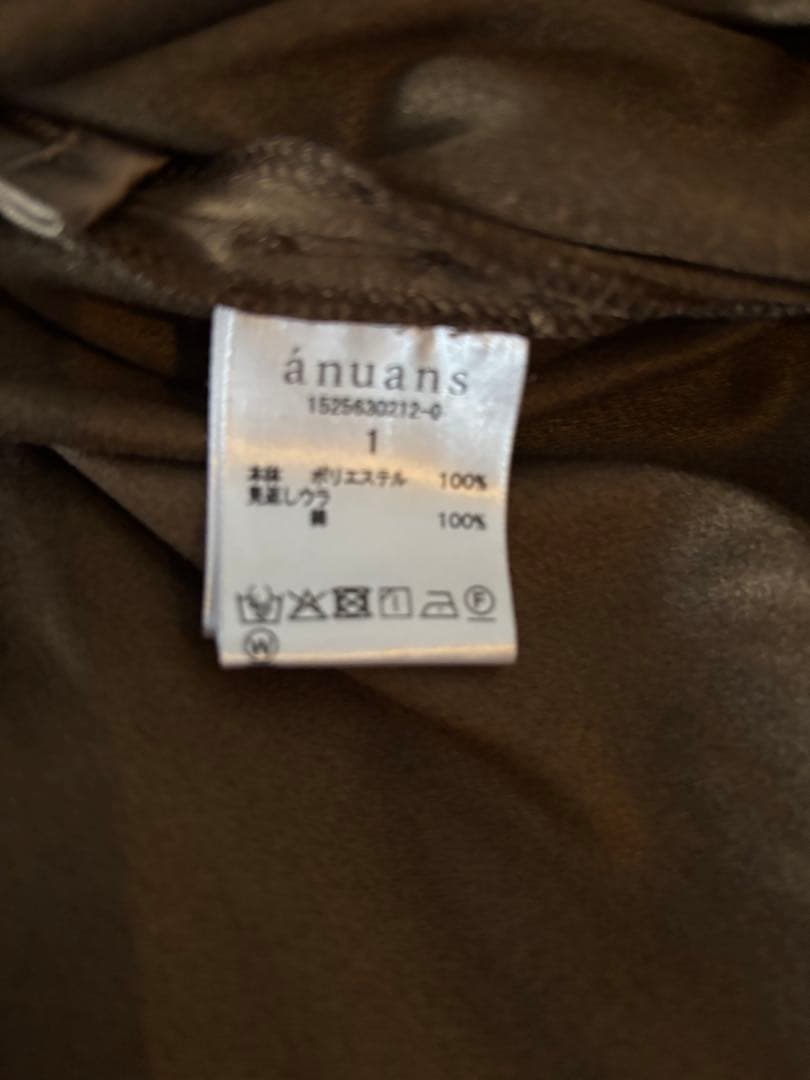 ánuans
1525630212-0
1
本体 ポリエステル 100%
見返しウラ
綿 100%
F
W